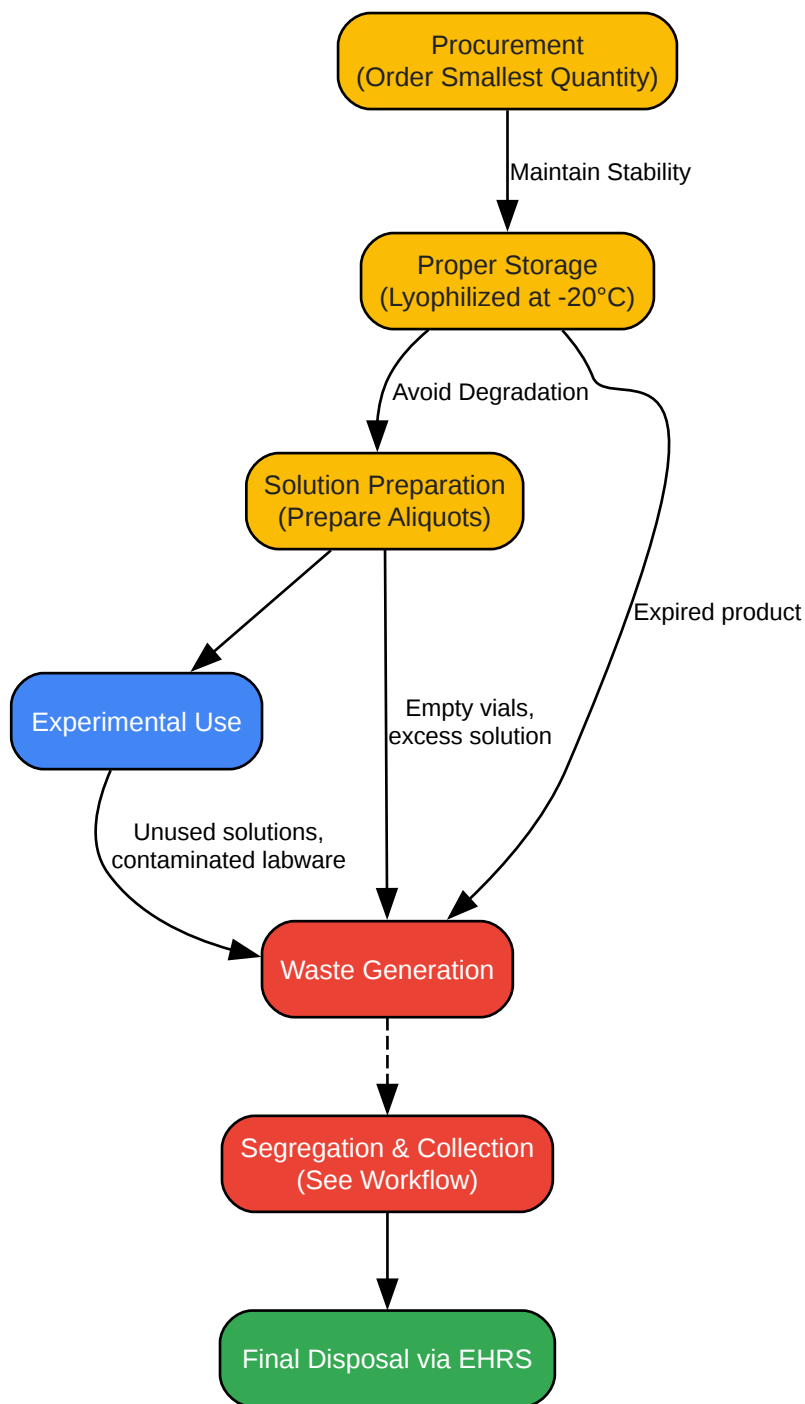 Procurement
(Order Smallest Quantity)
Maintain Stability
Proper Storage
(Lyophilized at -20°C)
Avoid Degradation
Solution Preparation
(Prepare Aliquots)
Expired product
Experimental Use
Empty vials,
excess solution
Unused solutions,
contaminated labware
Waste Generation
Segregation & Collection
(See Workflow)
Final Disposal via EHRS